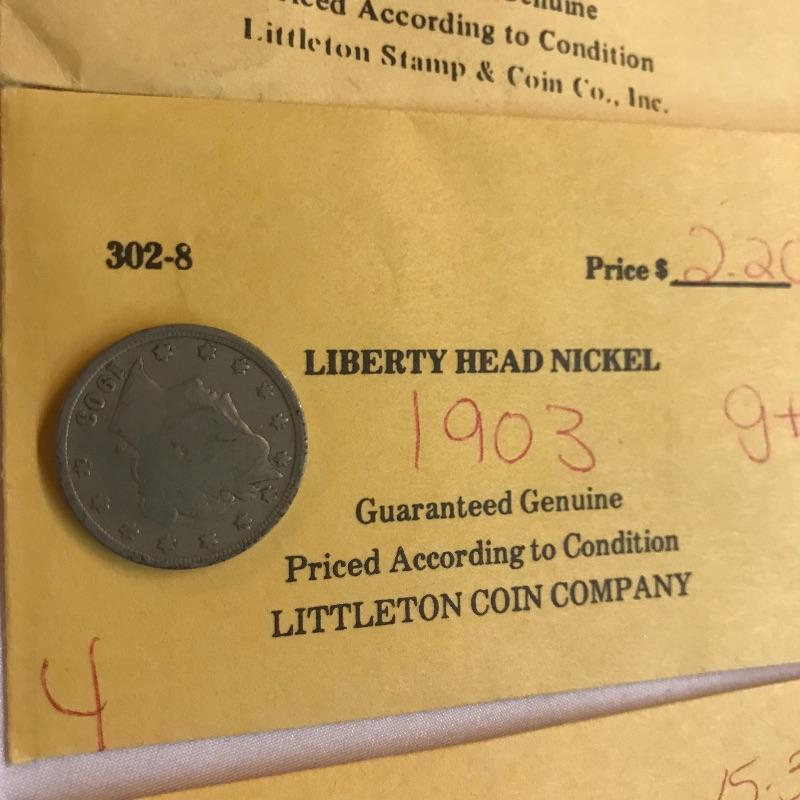 According to Condition
Littleton Stamp & Coin Co., Inc.
302-8
Price $ 2.20
LIBERTY HEAD NICKEL
1903
1903 g+
Guaranteed Genuine
Priced According to Condition
LITTLETON COIN COMPANY
4